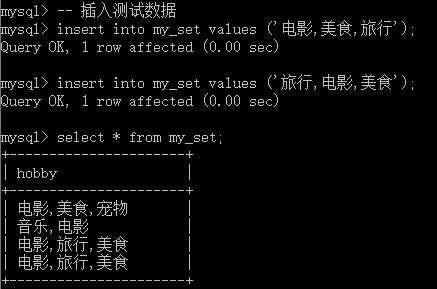 mysql> -- 插入测试数据
mysql> insert into my_set values ('电影,美食,旅行');
Query OK, 1 row affected (0.00 sec)
mysql> insert into my_set values ('旅行,电影,美食');
Query OK, 1 row affected (0.00 sec)
mysql> select * from my_set;
+-----------------------+
| hobby                 |
+-----------------------+
| 电影,美食,宠物        |
| 音乐,电影             |
| 电影,旅行,美食        |
| 电影,旅行,美食        |
+-----------------------+